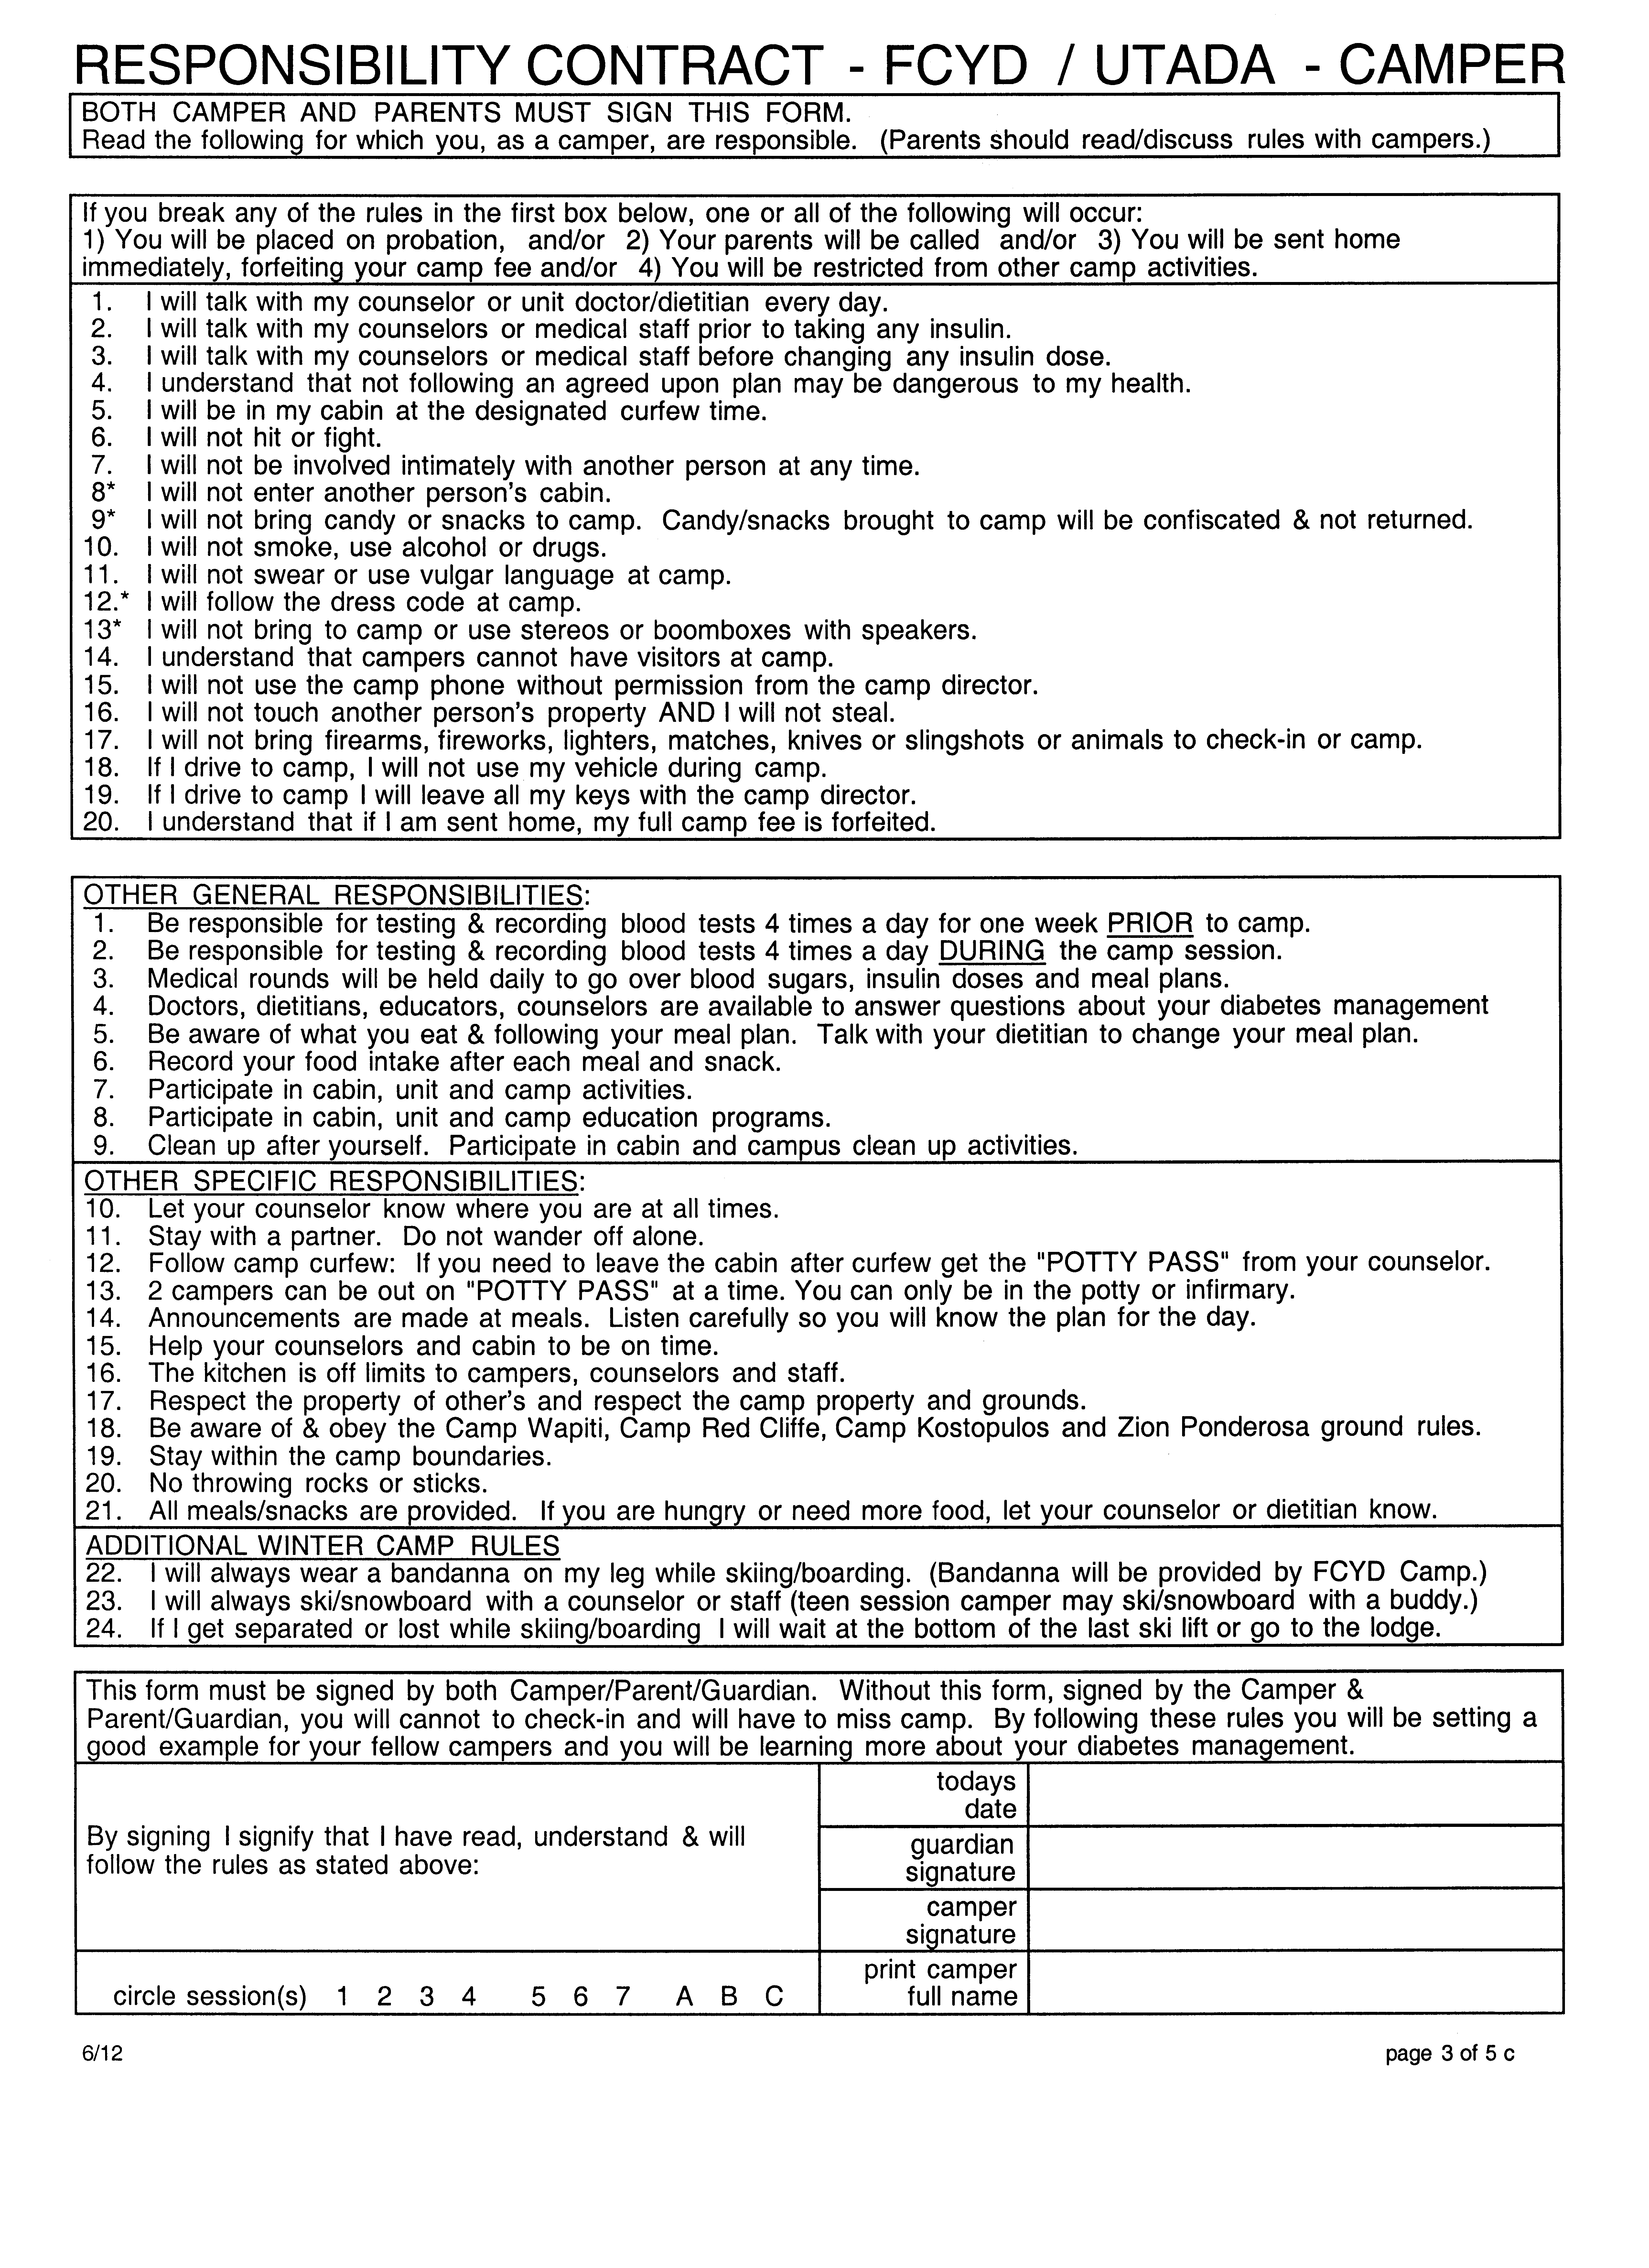 RESPONSIBILITY CONTRACT - FCYD / UTADA - CAMPER
BOTH CAMPER AND PARENTS MUST SIGN THIS FORM.
Read the following for which you, as a camper, are responsible. (Parents should read/discuss rules with campers.)
If you break any of the rules in the first box below, one or all of the following will occur:
1) You will be placed on probation, and/or 2) Your parents will be called and/or 3) You will be sent home
immediately, forfeiting your camp fee and/or 4) You will be restricted from other camp activities.
1. I will talk with my counselor or unit doctor/dietitian every day.
2. I will talk with my counselors or medical staff prior to taking any insulin.
3. I will talk with my counselors or medical staff before changing any insulin dose.
4. I understand that not following an agreed upon plan may be dangerous to my health.
5. I will be in my cabin at the designated curfew time.
6. I will not hit or fight.
7. I will not be involved intimately with another person at any time.
8* I will not enter another person's cabin.
9* I will not bring candy or snacks to camp. Candy/snacks brought to camp will be confiscated & not returned.
10. I will not smoke, use alcohol or drugs.
11. I will not swear or use vulgar language at camp.
12.* I will follow the dress code at camp.
13* I will not bring to camp or use stereos or boomboxes with speakers.
14. I understand that campers cannot have visitors at camp.
15. I will not use the camp phone without permission from the camp director.
16. I will not touch another person's property AND I will not steal.
17. I will not bring firearms, fireworks, lighters, matches, knives or slingshots or animals to check-in or camp.
18. If I drive to camp, I will not use my vehicle during camp.
19. If I drive to camp I will leave all my keys with the camp director.
20. I understand that if I am sent home, my full camp fee is forfeited.
OTHER GENERAL RESPONSIBILITIES:
1. Be responsible for testing & recording blood tests 4 times a day for one week PRIOR to camp.
2. Be responsible for testing & recording blood tests 4 times a day DURING the camp session.
3. Medical rounds will be held daily to go over blood sugars, insulin doses and meal plans.
4. Doctors, dietitians, educators, counselors are available to answer questions about your diabetes management
5. Be aware of what you eat & following your meal plan. Talk with your dietitian to change your meal plan.
6. Record your food intake after each meal and snack.
7. Participate in cabin, unit and camp activities.
8. Participate in cabin, unit and camp education programs.
9. Clean up after yourself. Participate in cabin and campus clean up activities.
OTHER SPECIFIC RESPONSIBILITIES:
10. Let your counselor know where you are at all times.
11. Stay with a partner. Do not wander off alone.
12. Follow camp curfew: If you need to leave the cabin after curfew get the "POTTY PASS" from your counselor.
13. 2 campers can be out on "POTTY PASS" at a time. You can only be in the potty or infirmary.
14. Announcements are made at meals. Listen carefully so you will know the plan for the day.
15. Help your counselors and cabin to be on time.
16. The kitchen is off limits to campers, counselors and staff.
17. Respect the property of other's and respect the camp property and grounds.
18. Be aware of & obey the Camp Wapiti, Camp Red Cliffe, Camp Kostopulos and Zion Ponderosa ground rules.
19. Stay within the camp boundaries.
20. No throwing rocks or sticks.
21. All meals/snacks are provided. If you are hungry or need more food, let your counselor or dietitian know.
ADDITIONAL WINTER CAMP RULES
22. I will always wear a bandanna on my leg while skiing/boarding. (Bandanna will be provided by FCYD Camp.)
23. I will always ski/snowboard with a counselor or staff (teen session camper may ski/snowboard with a buddy.)
24. If I get separated or lost while skiing/boarding I will wait at the bottom of the last ski lift or go to the lodge.
This form must be signed by both Camper/Parent/Guardian. Without this form, signed by the Camper &
Parent/Guardian, you will cannot to check-in and will have to miss camp. By following these rules you will be setting a
good example for your fellow campers and you will be learning more about your diabetes management.
By signing I signify that I have read, understand & will
follow the rules as stated above:
todays
date
guardian
signature
camper
signature
circle session(s) 1 2 3 4 5 6 7 A B C
print camper
full name
6/12
page 3 of 5 c